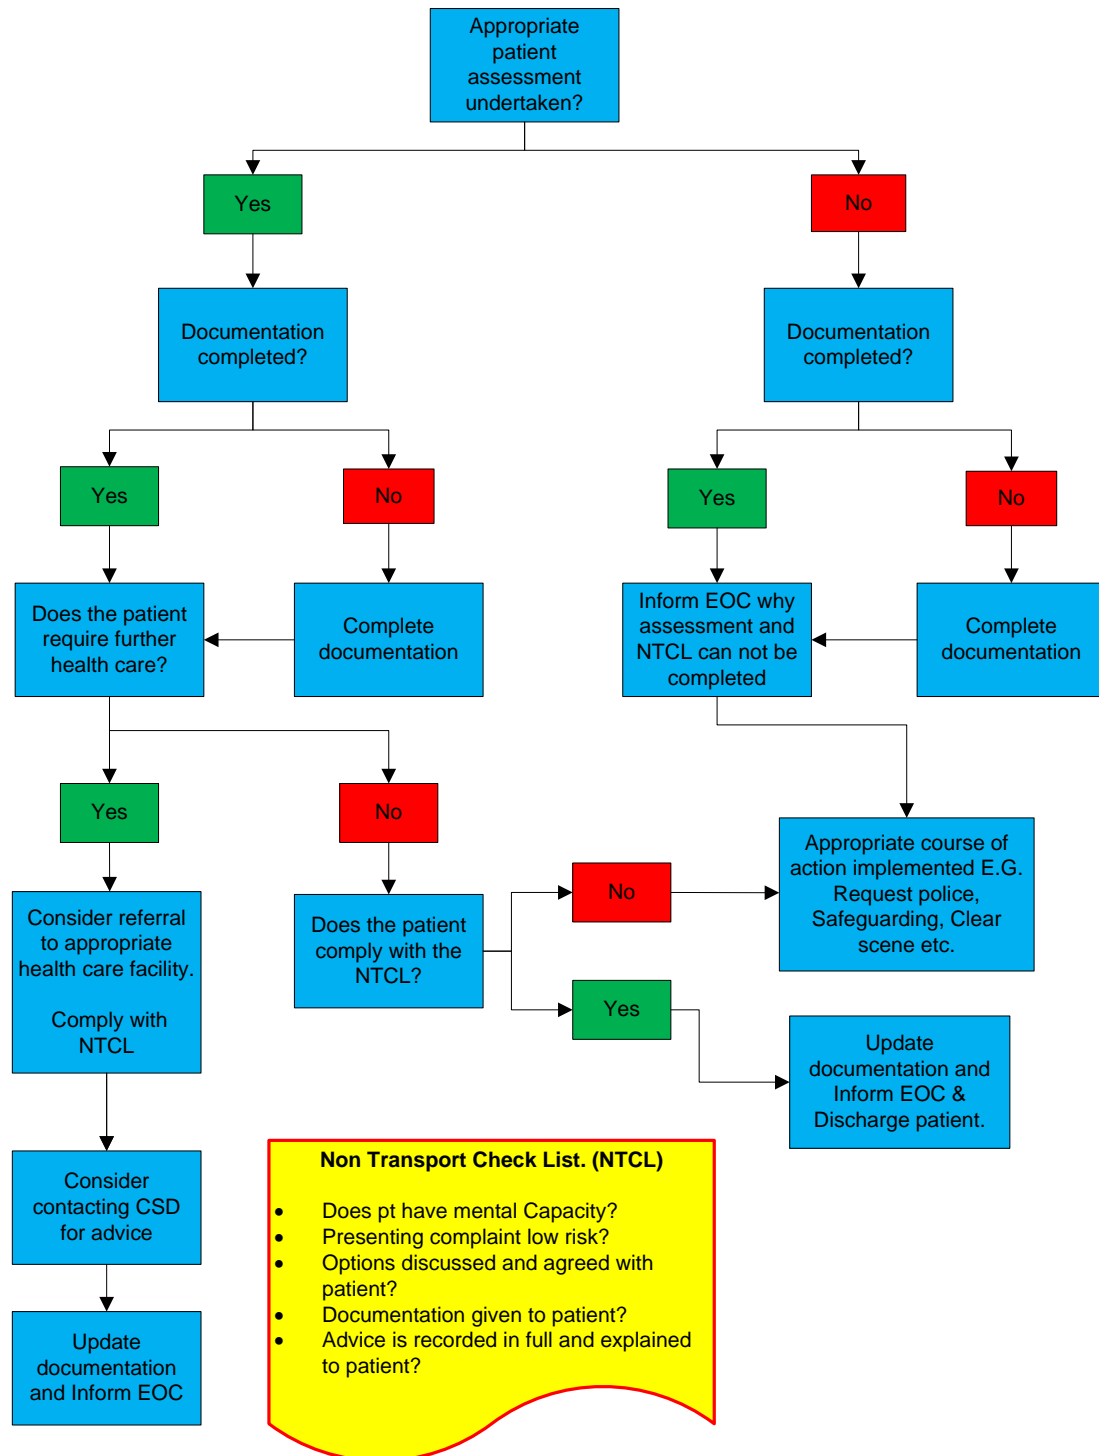 Appropriate
patient
assessment
undertaken?
Yes
No
Documentation
completed?
Documentation
completed?
Yes
No
Yes
No
Does the patient
require further
health care?
Complete
documentation
Inform EOC why
assessment and
NTCL can not be
completed
Complete
documentation
Yes
No
Consider referral
to appropriate
health care facility.
Comply with
NTCL
Does the patient
comply with the
NTCL?
No
Yes
Appropriate course of
action implemented E.G.
Request police,
Safeguarding, Clear
scene etc.
Update
documentation and
Inform EOC &
Discharge patient.
Consider
contacting CSD
for advice
Update
documentation
and Inform EOC
Non Transport Check List. (NTCL)
• Does pt have mental Capacity?
• Presenting complaint low risk?
• Options discussed and agreed with
patient?
• Documentation given to patient?
• Advice is recorded in full and explained
to patient?